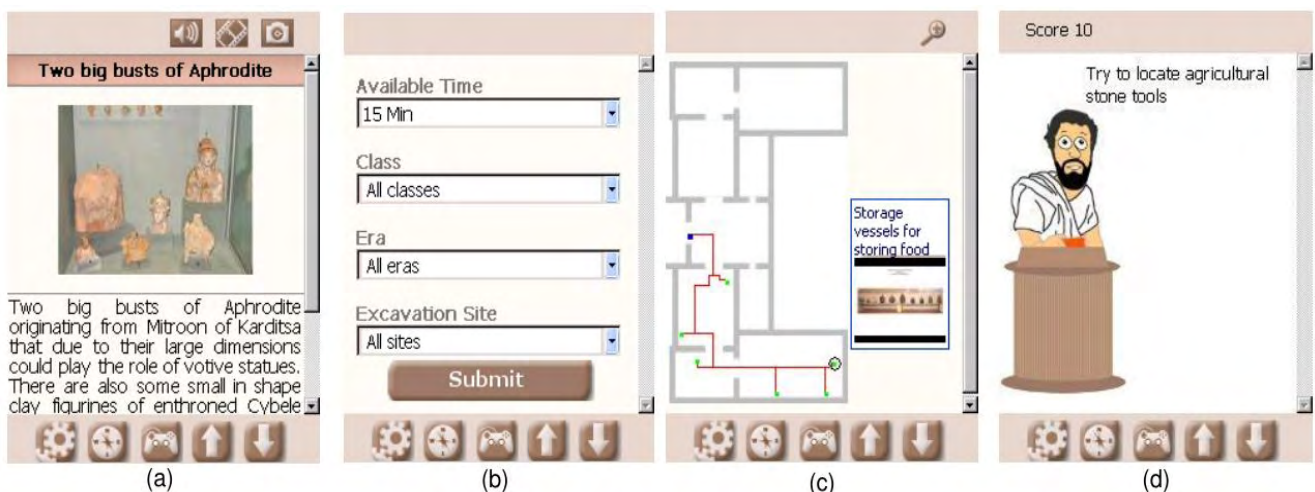 Two big busts of Aphrodite
Two big busts of Aphrodite
originating from Mitroon of Karditsa
that due to their large dimensions
could play the role of votive statues.
There are also some small in shape
clay figurines of enthroned Cybele
(a)
Available Time
15 Min
Class
All classes
Era
All eras
Excavation Site
All sites
Submit
(b)
Storage
vessels for
storing food
(c)
Score 10
Try to locate agricultural
stone tools
(d)